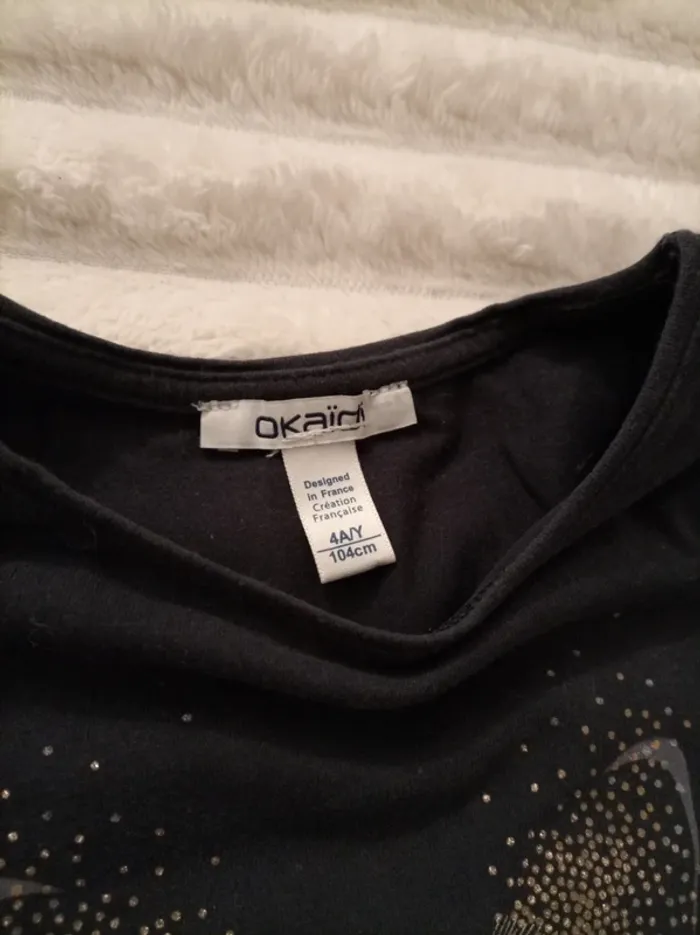 OKAïDI
Designed
in France
Création
Française
4A/Y
104cm